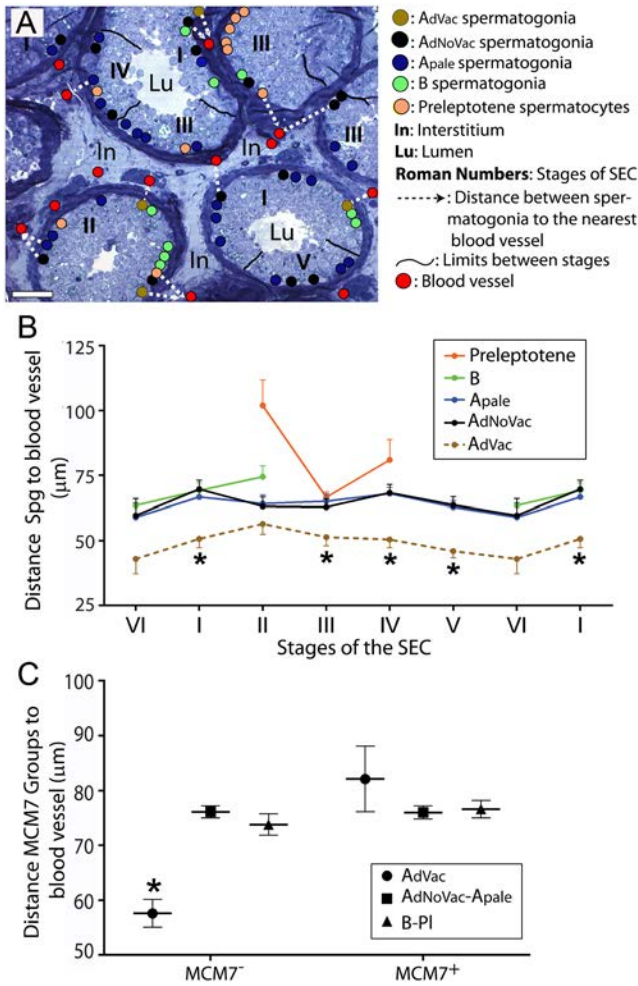 A
I
IV
Lu
I
III
III
III
In
In
II
In
I
Lu
V
: AdVac spermatogonia
: AdNoVac spermatogonia
: Apale spermatogonia
: B spermatogonia
: Preleptotene spermatocytes
In: Interstitium
Lu: Lumen
Roman Numbers: Stages of SEC
: Distance between sper-
matogonia to the nearest
blood vessel
: Limits between stages
: Blood vessel
B
Distance Spg to blood vessel
(µm)
125
100
75
50
25
Preleptotene
B
Apale
AdNoVac
AdVac
* * * * *
VI I II III IV V VI I
Stages of the SEC
C
Distance MCM7 Groups to
blood vessel (µm)
100
90
80
70
60
50
*
AdVac
AdNoVac-Apale
B-Pl
MCM7⁻ MCM7⁺